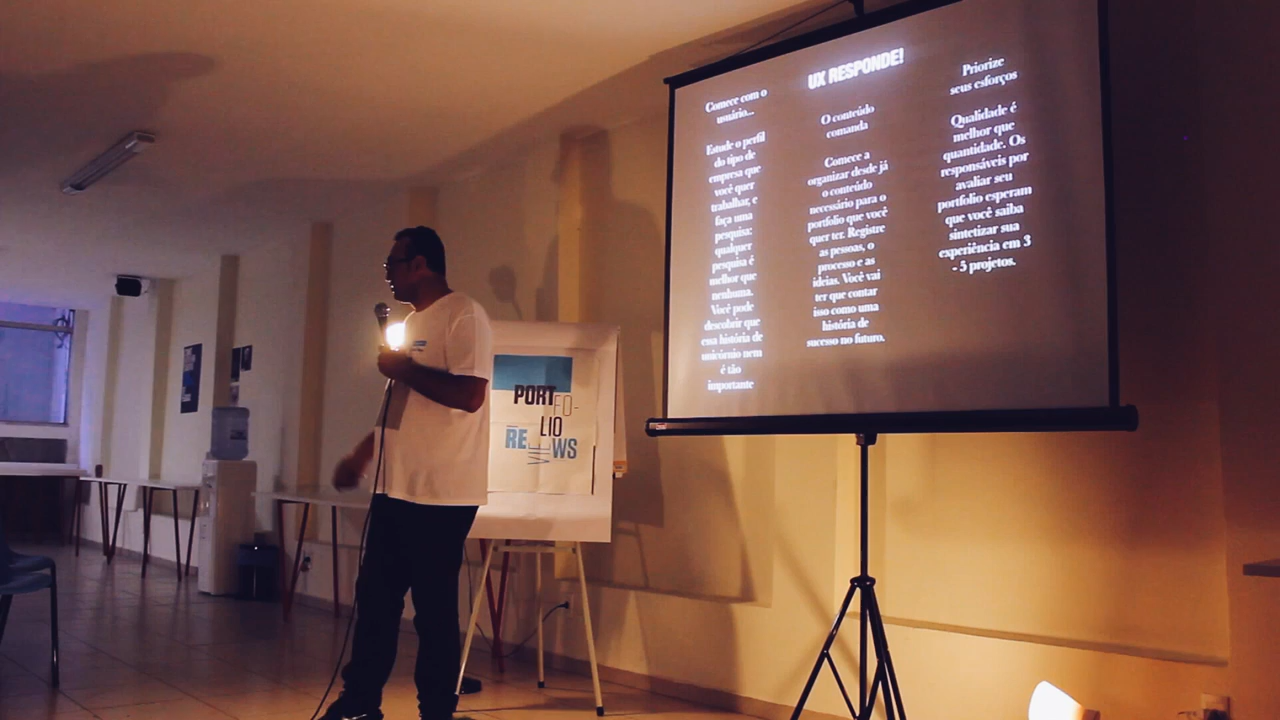 UX RESPONDE!
Comece com o
usuário...
Estude o perfil
do tipo de
empresa que
você quer
trabalhar, e
faça uma
pesquisa:
qualquer
pesquisa é
melhor que
nenhuma.
Você pode
descobrir que
essa história de
unicórnio nem
é tão
importante
O conteúdo
comanda
Comece a
organizar desde já
o conteúdo
necessário para o
portfolio que você
quer ter. Registre
as pessoas, o
processo e as
ideias. Você vai
ter que contar
isso como uma
história de
sucesso no futuro.
Priorize
seus esforços
Qualidade é
melhor que
quantidade. Os
responsáveis por
avaliar seu
portfolio esperam
que você saiba
sintetizar sua
experiência em 3
- 5 projetos.
PORT
FO-
LIO
RE
VIE
WS